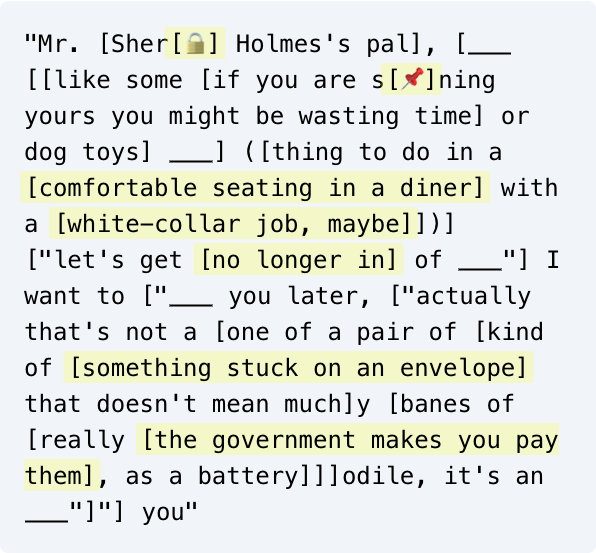 "Mr. [Sher[🔒] Holmes's pal], [___
[[like some [if you are s[📌]ning
yours you might be wasting time] or
dog toys] ___] ([thing to do in a
[comfortable seating in a diner] with
a [white-collar job, maybe]])]
["let's get [no longer in] of ___"] I
want to ["___ you later, ["actually
that's not a [one of a pair of [kind
of [something stuck on an envelope]
that doesn't mean much]y [banes of
[really [the government makes you pay
them], as a battery]]]odile, it's an
___"]"] you"